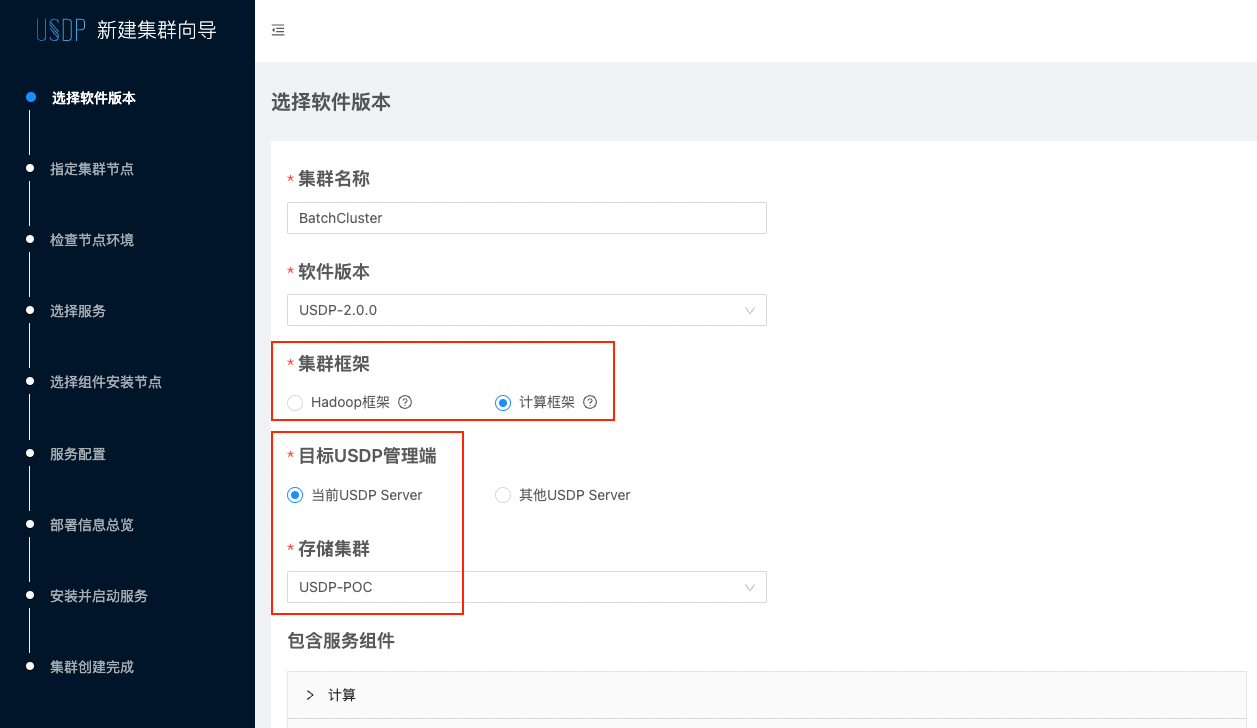 USDP 新建集群向导
选择软件版本
指定集群节点
检查节点环境
选择服务
选择组件安装节点
服务配置
部署信息总览
安装并启动服务
集群创建完成
选择软件版本
* 集群名称
BatchCluster
* 软件版本
USDP-2.0.0
* 集群框架
Hadoop框架 ? 计算框架 ?
* 目标USDP管理端
当前USDP Server 其他USDP Server
* 存储集群
USDP-POC
包含服务组件
计算